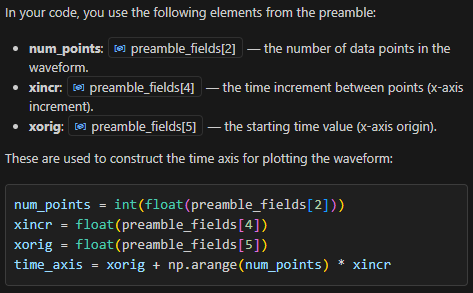 In your code, you use the following elements from the preamble:
• num_points: preamble_fields[2] — the number of data points in the
waveform.
• xincr: preamble_fields[4] — the time increment between points (x-axis
increment).
• xorig: preamble_fields[5] — the starting time value (x-axis origin).
These are used to construct the time axis for plotting the waveform:
num_points = int(float(preamble_fields[2]))
xincr = float(preamble_fields[4])
xorig = float(preamble_fields[5])
time_axis = xorig + np.arange(num_points) * xincr